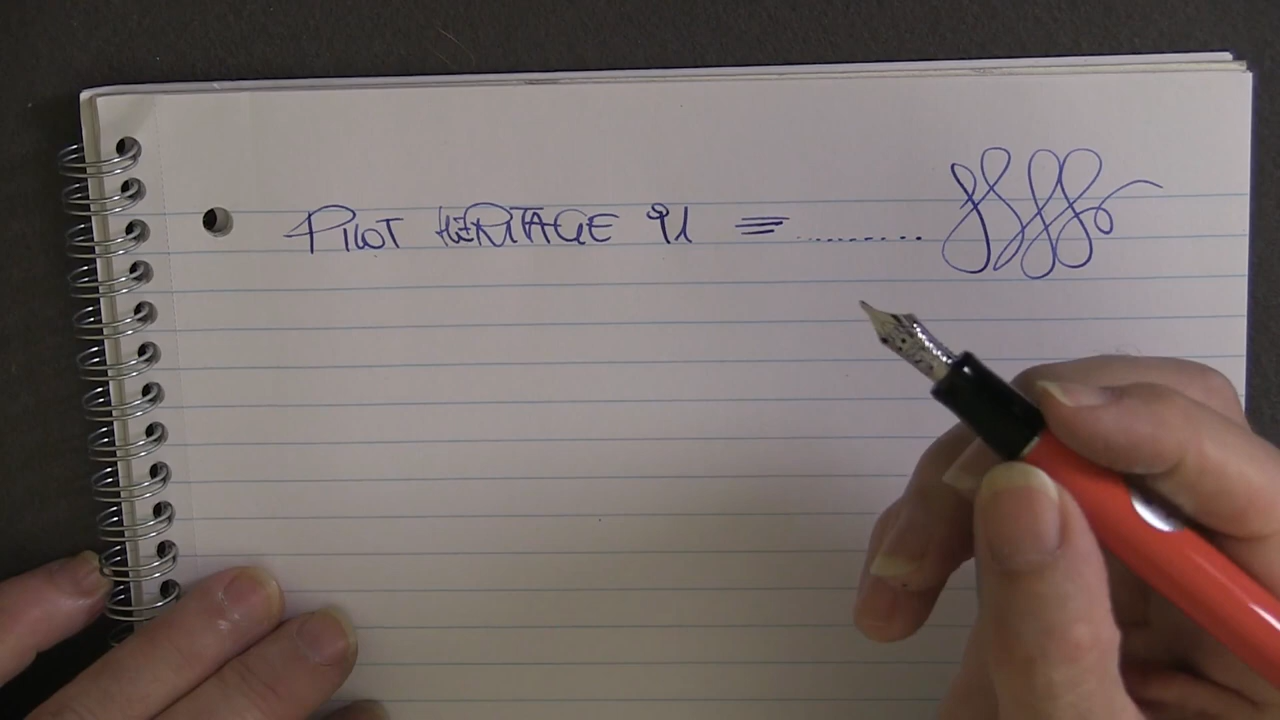 PILOT HERITAGE 91 = ........